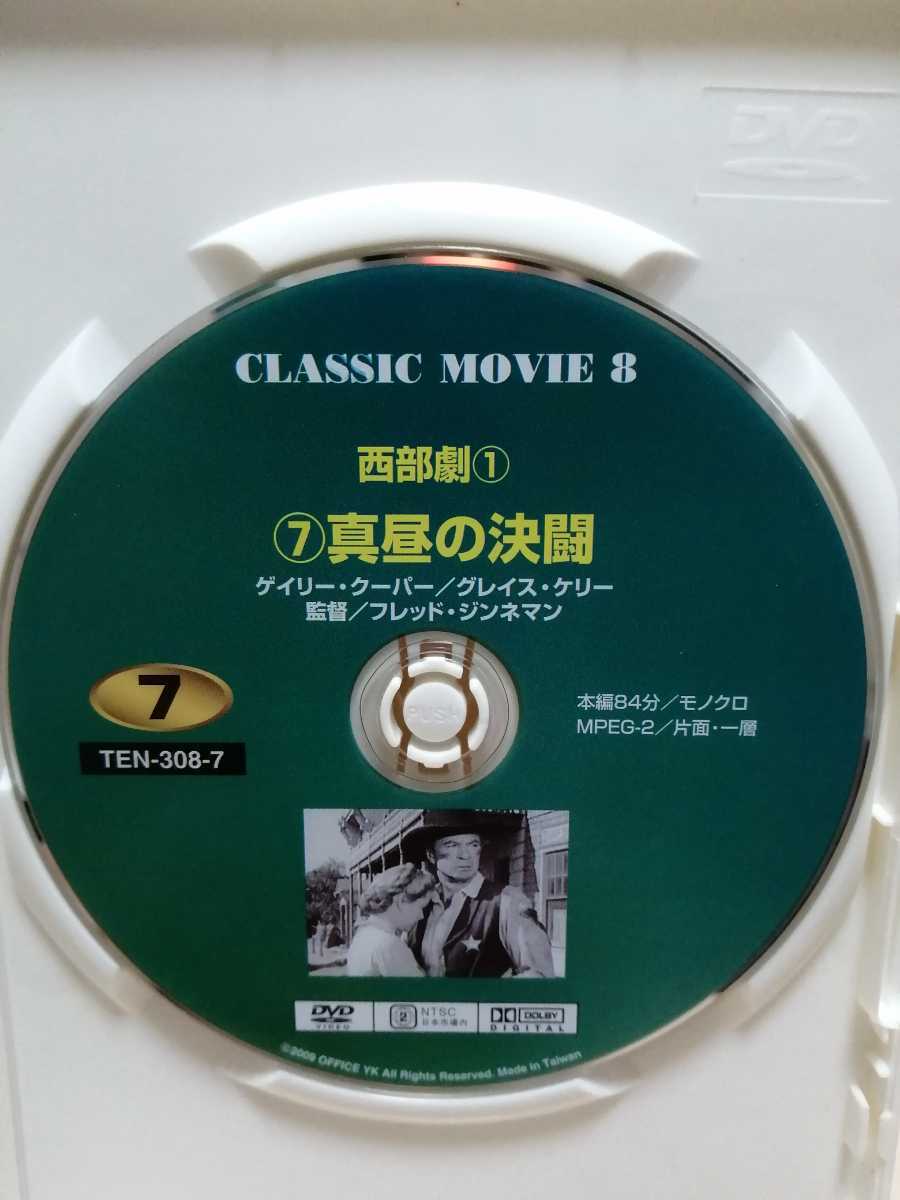 DVD
CLASSIC MOVIE 8
西部劇①
⑦真昼の決闘
ゲイリー・クーパー／グレイス・ケリー
監督／フレッド・ジンネマン
7
TEN-308-7
PUSH
本編84分／モノクロ
MPEG-2／片面・一層
DVD
VIDEO
2
NTSC
日本市場内
DOLBY
DIGITAL
©2009 OFFICE YK All Rights Reserved. Made in Taiwan